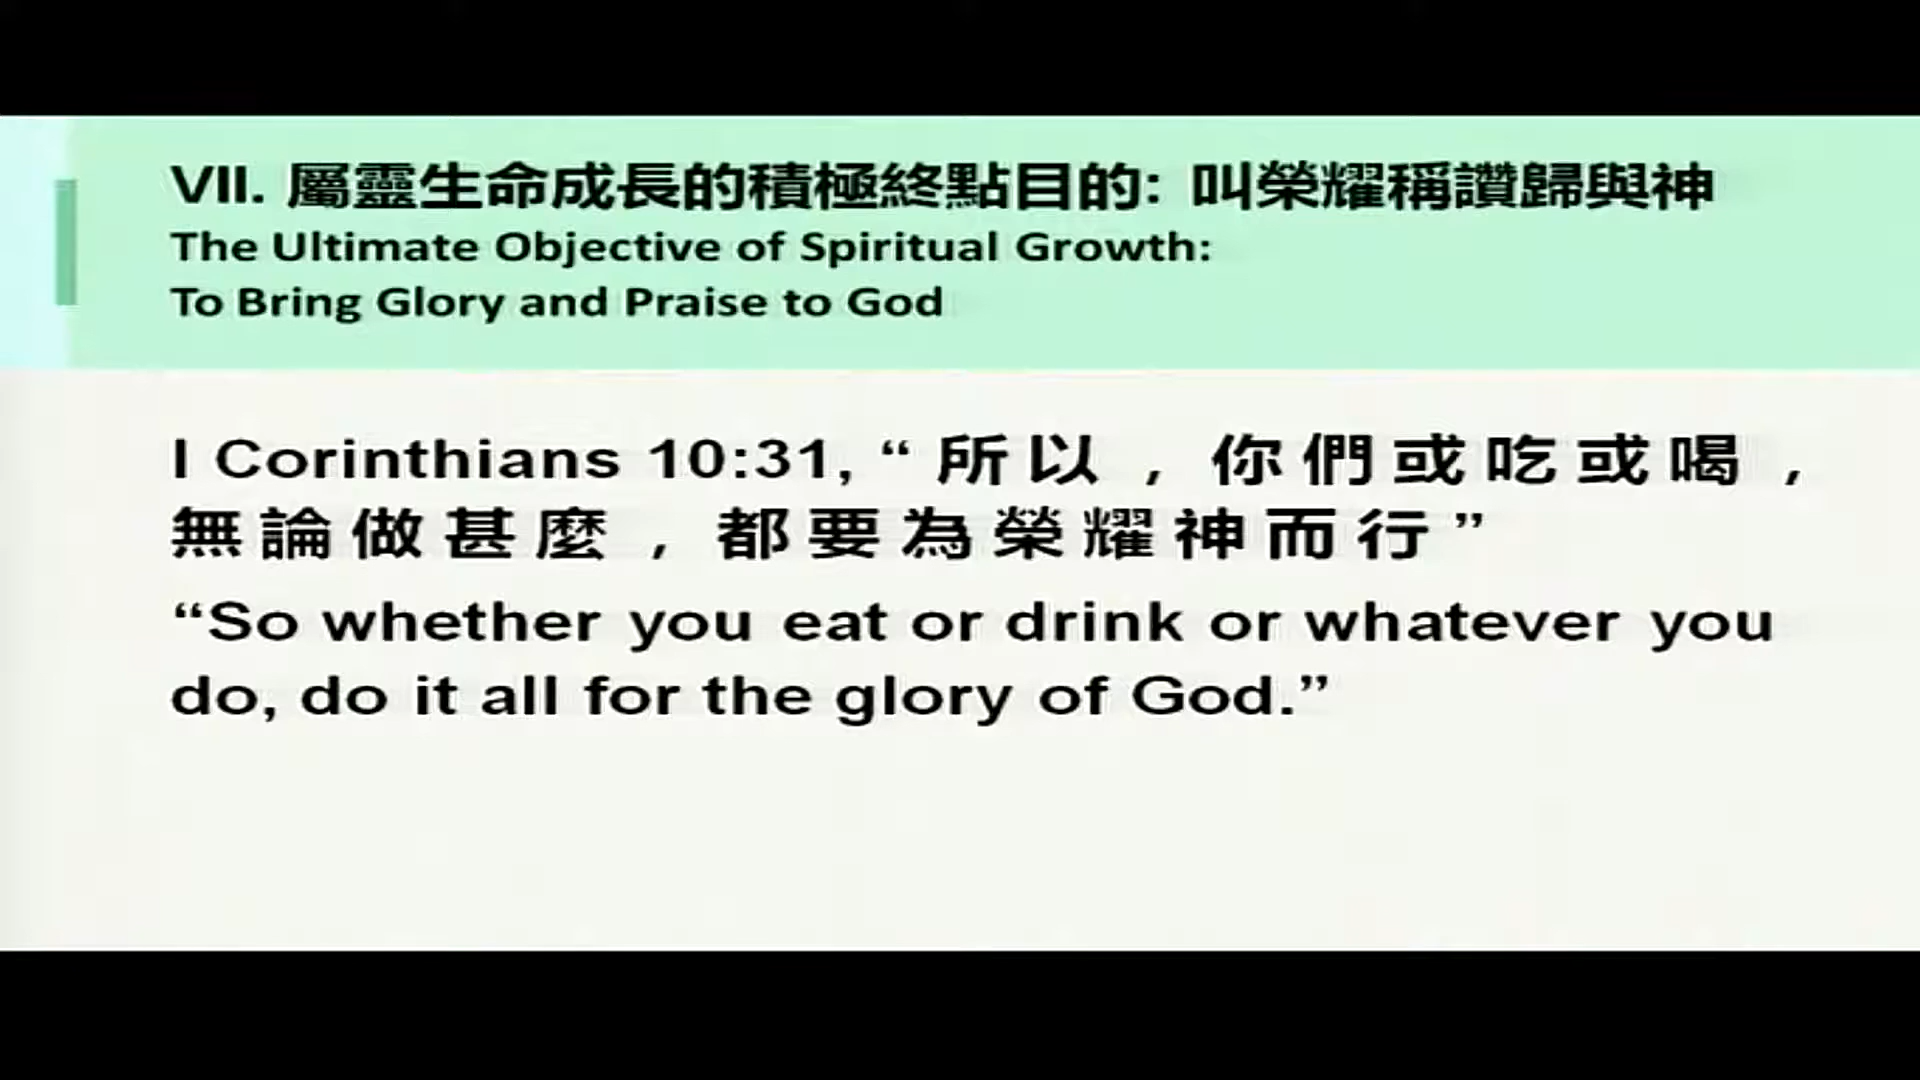 VII. 屬靈生命成長的積極終點目的: 叫榮耀稱讚歸與神
The Ultimate Objective of Spiritual Growth:
To Bring Glory and Praise to God
I Corinthians 10:31, “ 所 以 ， 你 們 或 吃 或 喝 ，
無 論 做 甚 麼 ， 都 要 為 榮 耀 神 而 行 ”
“So whether you eat or drink or whatever you
do, do it all for the glory of God.”